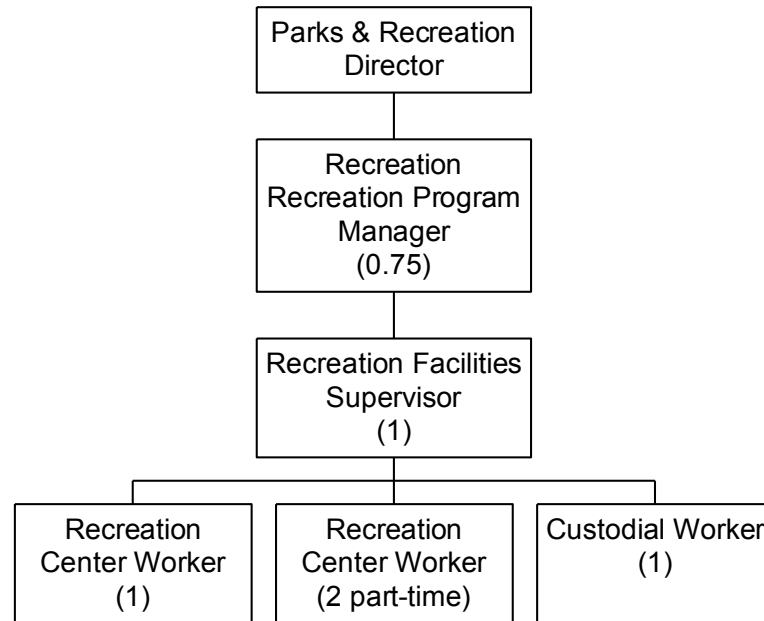 Parks & Recreation
Director
Recreation
Recreation Program
Manager
(0.75)
Recreation Facilities
Supervisor
(1)
Recreation
Center Worker
(1)
Recreation
Center Worker
(2 part-time)
Custodial Worker
(1)